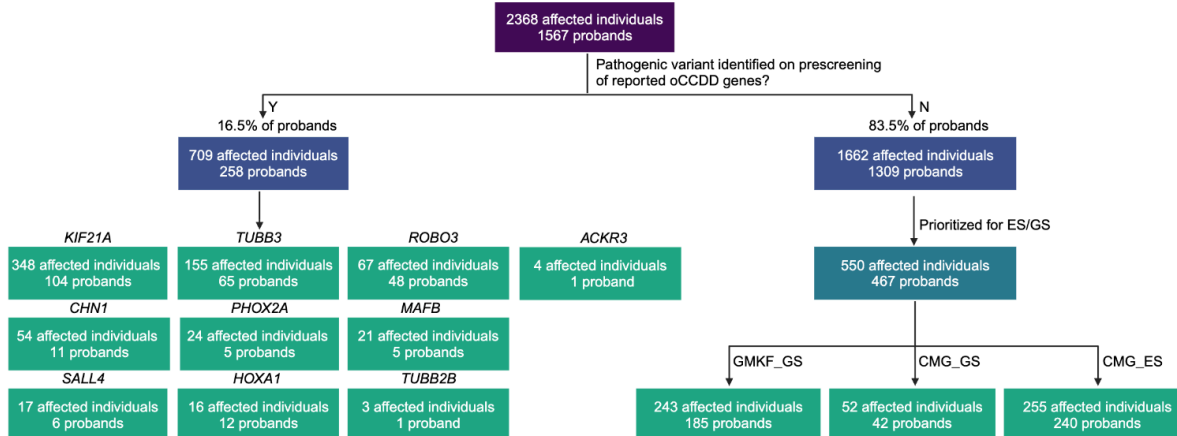 2368 affected individuals
1567 probands
Pathogenic variant identified on prescreening
of reported oCCDD genes?
Y
N
16.5% of probands
83.5% of probands
709 affected individuals
258 probands
1662 affected individuals
1309 probands
Prioritized for ES/GS
550 affected individuals
467 probands
KIF21A
348 affected individuals
104 probands
TUBB3
155 affected individuals
65 probands
ROBO3
67 affected individuals
48 probands
ACKR3
4 affected individuals
1 proband
CHN1
54 affected individuals
11 probands
PHOX2A
24 affected individuals
5 probands
MAFB
21 affected individuals
5 probands
SALL4
17 affected individuals
6 probands
HOXA1
16 affected individuals
12 probands
TUBB2B
3 affected individuals
1 proband
GMKF_GS
243 affected individuals
185 probands
CMG_GS
52 affected individuals
42 probands
CMG_ES
255 affected individuals
240 probands